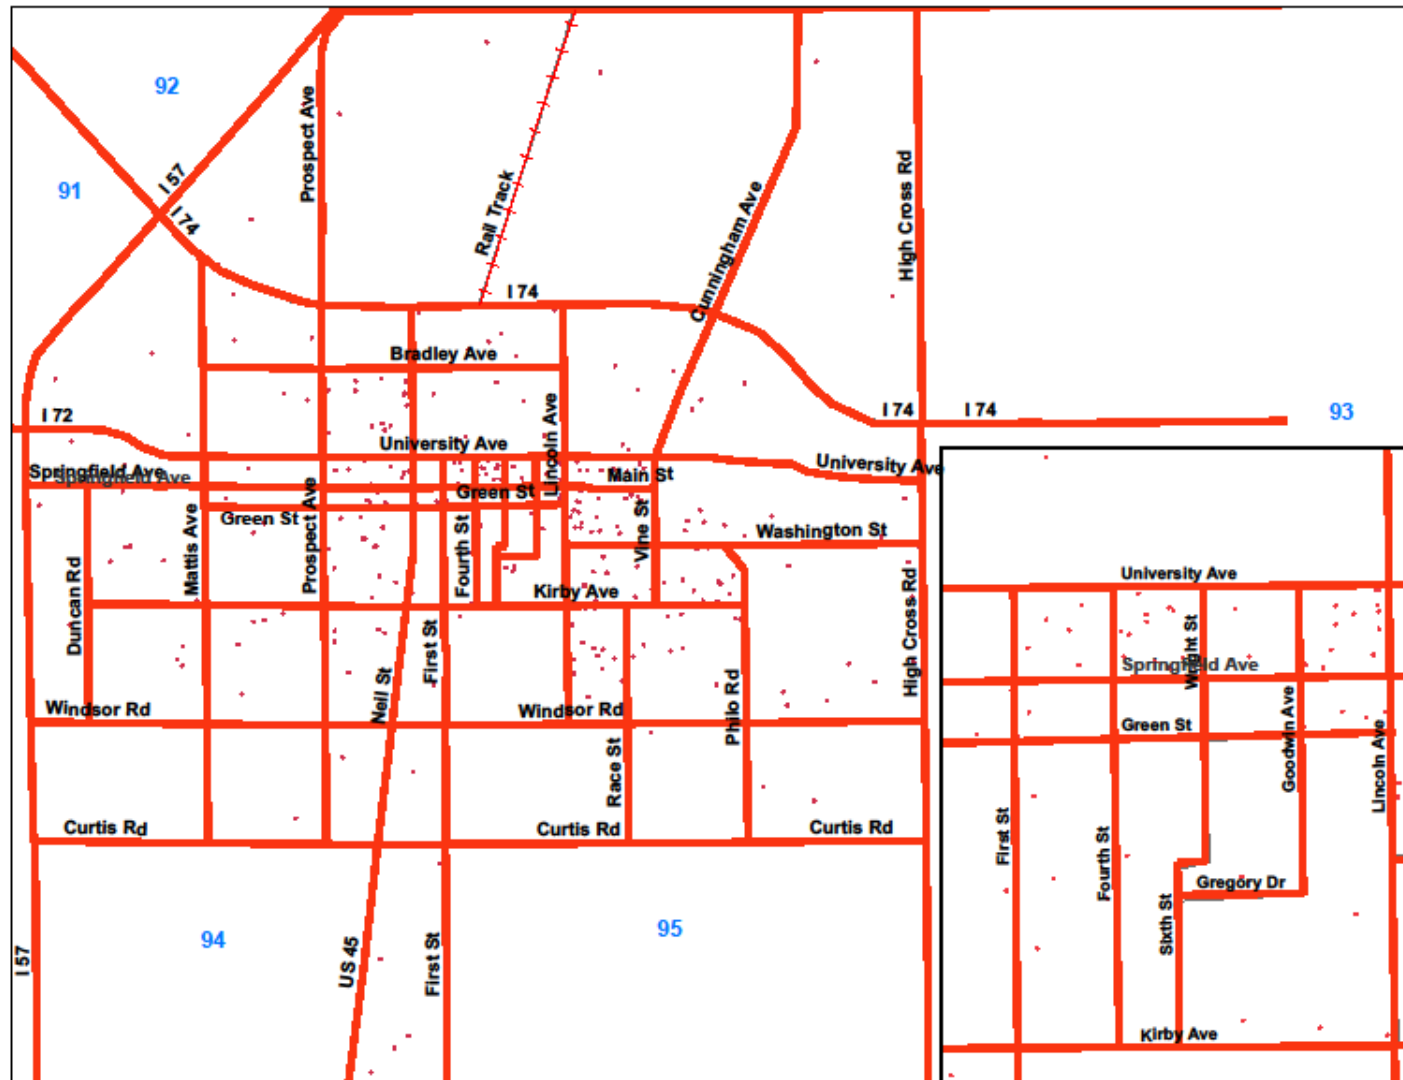 92
Prospect Ave
91
I 57
I 74
Rail Track
Cunningham Ave
High Cross Rd
I 74
Bradley Ave
I 72
Lincoln Ave
I 74
I 74
93
University Ave
University Ave
Springfield Ave
Springfield Ave
Main St
Green St
Green St
Mattis Ave
Prospect Ave
Fourth St
Vine St
Washington St
Duncan Rd
Kirby Ave
High Cross Rd
First St
Neil St
Windsor Rd
Windsor Rd
Philo Rd
Race St
Curtis Rd
Curtis Rd
Curtis Rd
94
95
I 57
US 45
First St
University Ave
Wright St
Springfield Ave
Green St
Goodwin Ave
Lincoln Ave
First St
Fourth St
Gregory Dr
Sixth St
Kirby Ave